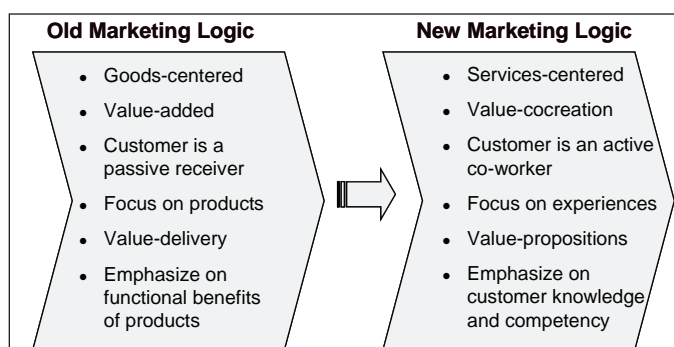 Old Marketing Logic
• Goods-centered
• Value-added
• Customer is a
passive receiver
• Focus on products
• Value-delivery
• Emphasize on
functional benefits
of products
New Marketing Logic
• Services-centered
• Value-cocreation
• Customer is an active
co-worker
• Focus on experiences
• Value-propositions
• Emphasize on
customer knowledge
and competency